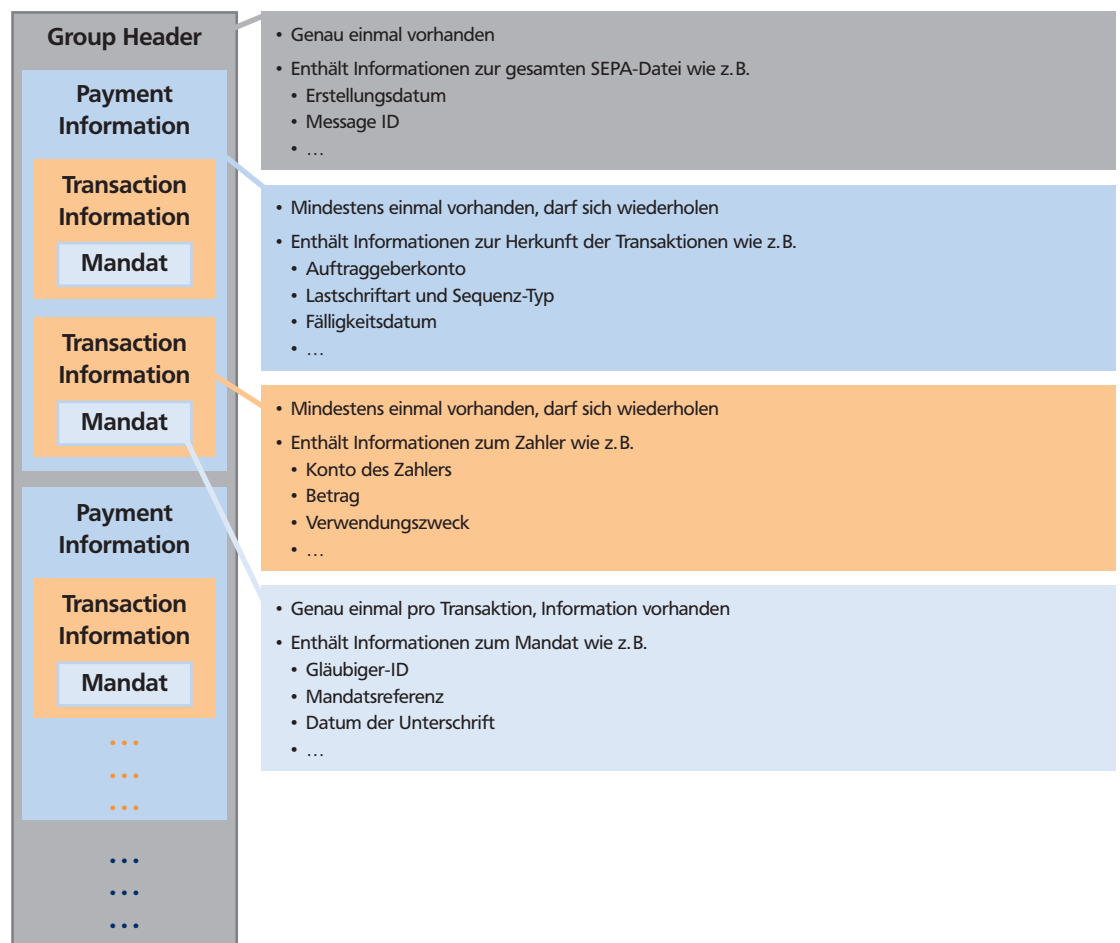 Group Header
Payment
Information
Transaction
Information
Mandat
Transaction
Information
Mandat
Payment
Information
Transaction
Information
Mandat
...
...
...
...
...
...
• Genau einmal vorhanden
• Enthält Informationen zur gesamten SEPA-Datei wie z.B.
• Erstellungsdatum
• Message ID
• …
• Mindestens einmal vorhanden, darf sich wiederholen
• Enthält Informationen zur Herkunft der Transaktionen wie z.B.
• Auftraggeberkonto
• Lastschriftart und Sequenz-Typ
• Fälligkeitsdatum
• …
• Mindestens einmal vorhanden, darf sich wiederholen
• Enthält Informationen zum Zahler wie z.B.
• Konto des Zahlers
• Betrag
• Verwendungszweck
• …
• Genau einmal pro Transaktion, Information vorhanden
• Enthält Informationen zum Mandat wie z.B.
• Gläubiger-ID
• Mandatsreferenz
• Datum der Unterschrift
• …